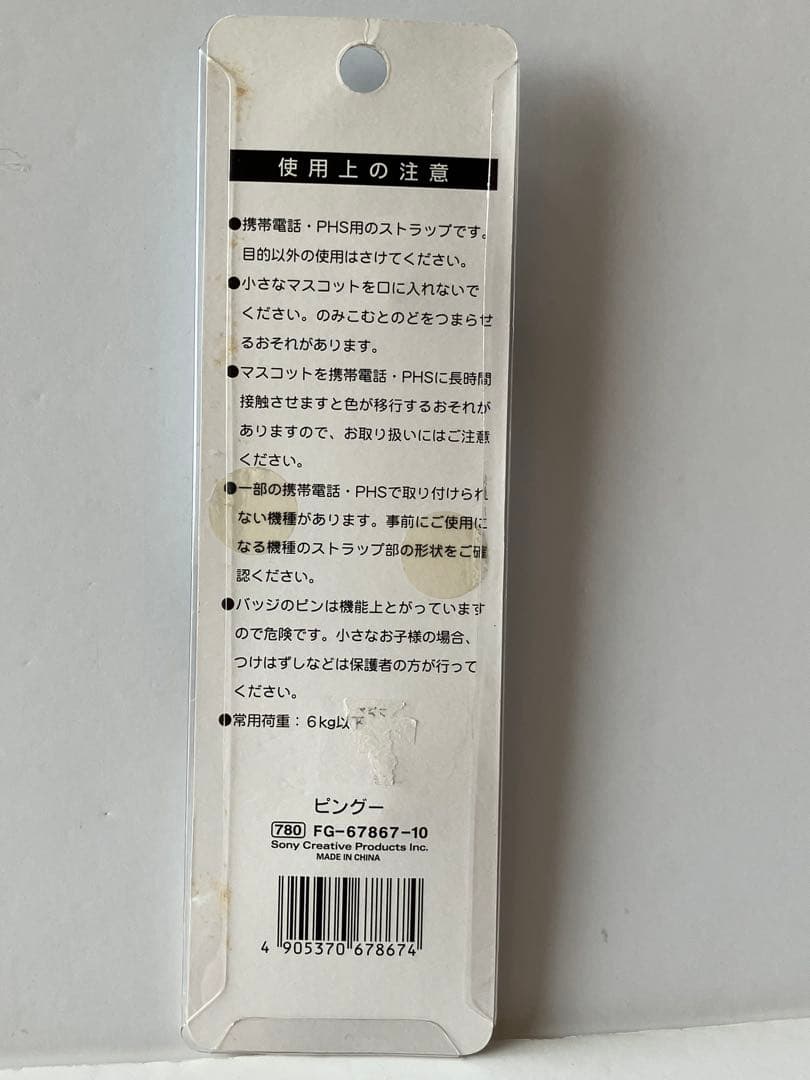 使用上の注意
●携帯電話・PHS用のストラップです。
目的以外の使用はさけてください。
●小さなマスコットを口に入れないで
ください。のみこむとのどをつまらせ
るおそれがあります。
●マスコットを携帯電話・PHSに長時間
接触させますと色が移行するおそれが
ありますので、お取り扱いにはご注意
ください。
●一部の携帯電話・PHSで取り付けられ
ない機種があります。事前にご使用に
なる機種のストラップ部の形状をご確
認ください。
●バッジのピンは機能上とがっています
ので危険です。小さなお子様の場合、
つけはずしなどは保護者の方が行って
ください。
●常用荷重：6kg以下
ピングー
780 FG-67867-10
Sony Creative Products Inc.
MADE IN CHINA
4 905370 678674